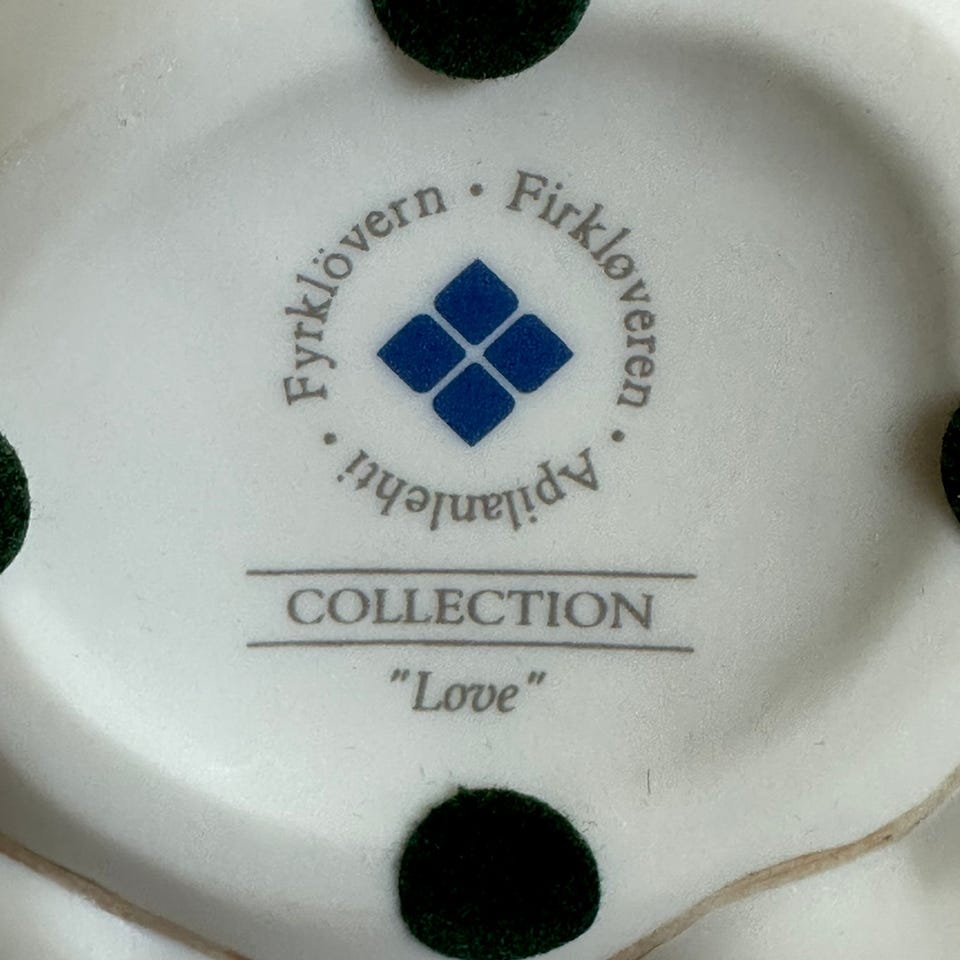 Fyrklövern • Firkløveren • Apilanlehti •
COLLECTION
"Love"